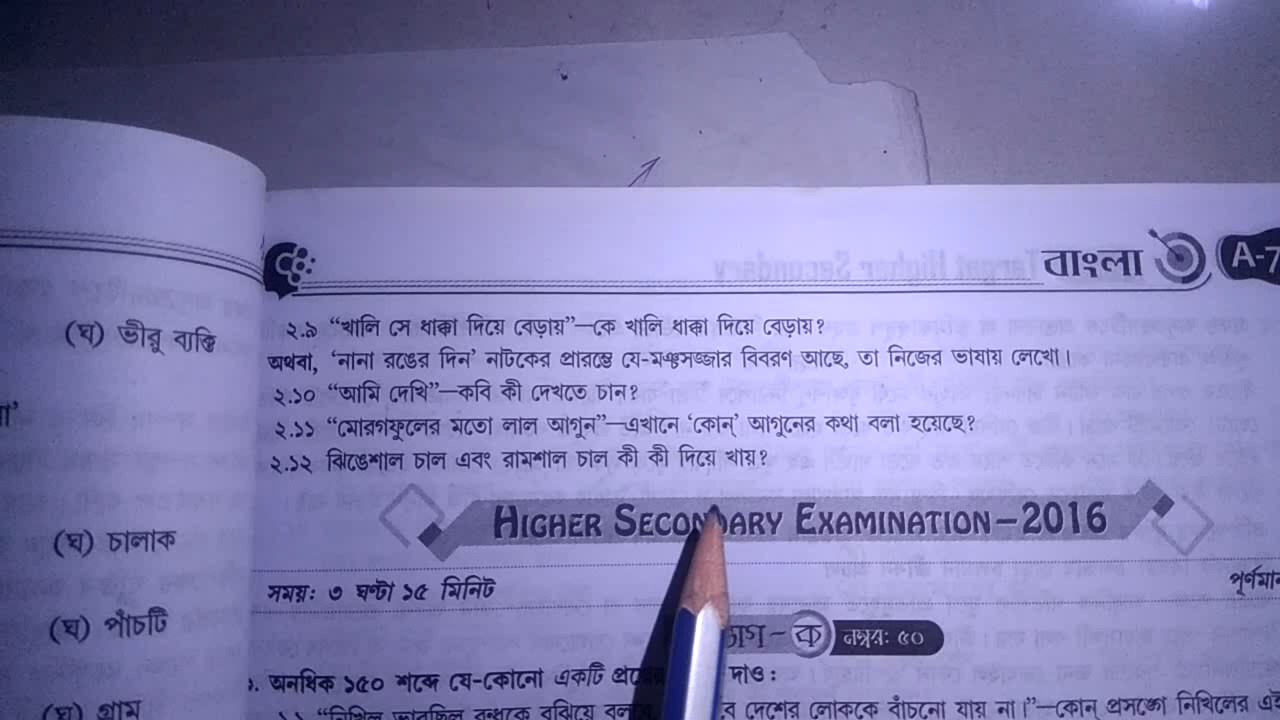 বাংলা
A-7
(ঘ) ভীরু ব্যক্তি
(ঘ) চালাক
(ঘ) পাঁচটি
(ঘ) গ্রাম
২.৯ “খালি সে ধাক্কা দিয়ে বেড়ায়”—কে খালি ধাক্কা দিয়ে বেড়ায়?
অথবা, ‘নানা রঙের দিন’ নাটকের প্রারম্ভে যে-মঞ্চসজ্জার বিবরণ আছে, তা নিজের ভাষায় লেখো।
২.১০ “আমি দেখি”—কবি কী দেখতে চান?
২.১১ “মোরগফুলের মতো লাল আগুন”—এখানে ‘কোন্’ আগুনের কথা বলা হয়েছে?
২.১২ ঝিঙেশাল চাল এবং রামশাল চাল কী কী দিয়ে খায়?
HIGHER SECONDARY EXAMINATION–2016
সময়: ৩ ঘণ্টা ১৫ মিনিট
– ক নম্বর: ৫০
অনধিক ১৫০ শব্দে যে-কোনো একটি দাও:
“নিখিল ভাবছিল বন্ধুকে বুঝিয়ে দেশের লোককে বাঁচানো যায় না।”—কোন্ প্রসঙ্গে নিখিলের